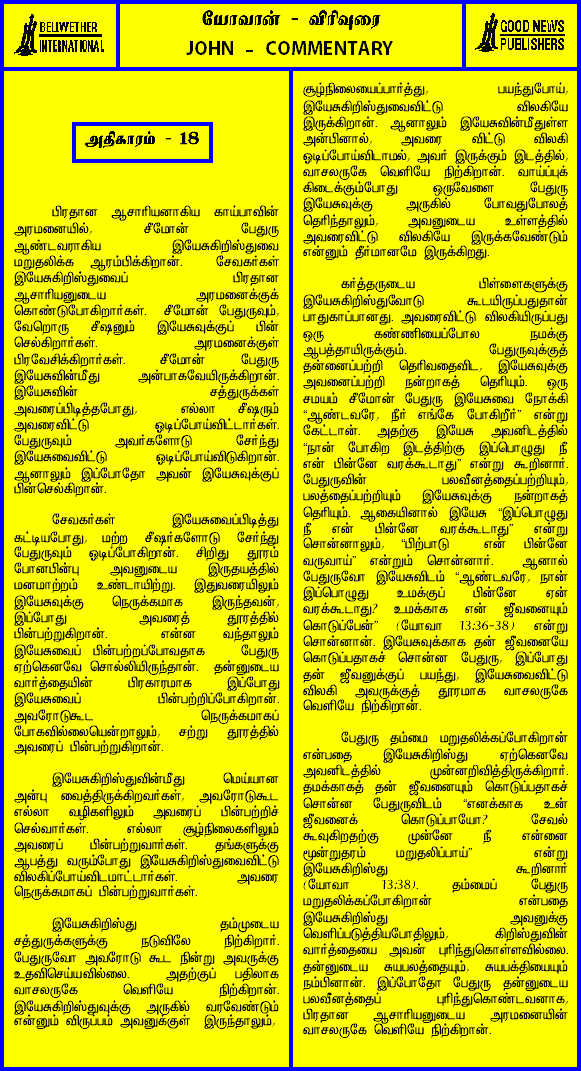 BELIWETHER
INTERNATIONAL
யோவான் - விரிவுரை
JOHN - COMMENTARY
GOOD NEWS
PUBLISHERS
அதிகாரம் - 18
பிரதான ஆசாரியனாகிய காய்பாவின்
அரமனையில், சீமோன் பேதுரு
ஆண்டவராகிய இயேசுகிறிஸ்துவை
மறுதலிக்க ஆரம்பிக்கிறான். சேவகர்கள்
இயேசுகிறிஸ்துவைப் பிரதான
ஆசாரியனுடைய அரமனைக்குக்
கொண்டுபோகிறார்கள். சீமோன் பேதுருவும்,
வேறொரு சீஷனும் இயேசுவுக்குப் பின்
செல்கிறார்கள். அரமனைக்குள்
பிரவேசிக்கிறார்கள். சீமோன் பேதுரு
இயேசுவின்மீது அன்பாகவேயிருக்கிறான்.
இயேசுவின் சத்துருக்கள்
அவரைப்பிடித்தபோது, எல்லா சீஷரும்
அவரைவிட்டு ஓடிப்போய்விட்டார்கள்.
பேதுருவும் அவர்களோடு சேர்ந்து
இயேசுவைவிட்டு ஓடிப்போய்விடுகிறான்.
ஆனாலும் இப்போதோ அவன் இயேசுவுக்குப்
பின்செல்கிறான்.
சேவகர்கள் இயேசுவைப்பிடித்து
கட்டியபோது, மற்ற சீஷர்களோடு சேர்ந்து
பேதுருவும் ஓடிப்போகிறான். சிறிது தூரம்
போனபின்பு அவனுடைய இருதயத்தில்
மனமாற்றம் உண்டாயிற்று. இதுவரையிலும்
இயேசுவுக்கு நெருக்கமாக இருந்தவன்,
இப்போது அவரைத் தூரத்தில்
பின்பற்றுகிறான். என்ன வந்தாலும்
இயேசுவைப் பின்பற்றப்போவதாக பேதுரு
ஏற்கெனவே சொல்லியிருந்தான். தன்னுடைய
வார்த்தையின் பிரகாரமாக இப்போது
இயேசுவைப் பின்பற்றிப்போகிறான்.
அவரோடுகூட நெருக்கமாகப்
போகவில்லையென்றாலும், சற்று தூரத்தில்
அவரைப் பின்பற்றுகிறான்.
இயேசுகிறிஸ்துவின்மீது மெய்யான
அன்பு வைத்திருக்கிறவர்கள், அவரோடுகூட
எல்லா வழிகளிலும் அவரைப் பின்பற்றிச்
செல்வார்கள். எல்லா சூழ்நிலைகளிலும்
அவரைப் பின்பற்றுவார்கள். தங்களுக்கு
ஆபத்து வரும்போது இயேசுகிறிஸ்துவைவிட்டு
விலகிப்போய்விடமாட்டார்கள். அவரை
நெருக்கமாகப் பின்பற்றுவார்கள்.
இயேசுகிறிஸ்து தம்முடைய
சத்துருக்களுக்கு நடுவிலே நிற்கிறார்.
பேதுருவோ அவரோடு கூட நின்று அவருக்கு
உதவிசெய்யவில்லை. அதற்குப் பதிலாக
வாசலருகே வெளியே நிற்கிறான்.
இயேசுகிறிஸ்துவுக்கு அருகில் வரவேண்டும்
என்னும் விருப்பம் அவனுக்குள் இருந்தாலும்,
சூழ்நிலையைப்பார்த்து, பயந்துபோய்,
இயேசுகிறிஸ்துவைவிட்டு விலகியே
இருக்கிறான். ஆனாலும் இயேசுவின்மீதுள்ள
அன்பினால், அவரை விட்டு விலகி
ஓடிப்போய்விடாமல், அவர் இருக்கும் இடத்தில்,
வாசலருகே வெளியே நிற்கிறான். வாய்ப்புக்
கிடைக்கும்போது ஒருவேளை பேதுரு
இயேசுவுக்கு அருகில் போவதுபோலத்
தெரிந்தாலும், அவனுடைய உள்ளத்தில்
அவரைவிட்டு விலகியே இருக்கவேண்டும்
என்னும் தீர்மானமே இருக்கிறது.
கர்த்தருடைய பிள்ளைகளுக்கு
இயேசுகிறிஸ்துவோடு கூடயிருப்பதுதான்
பாதுகாப்பானது. அவரைவிட்டு விலகியிருப்பது
ஒரு கண்ணியைப்போல நமக்கு
ஆபத்தாயிருக்கும். பேதுருவுக்குத்
தன்னைப்பற்றி தெரிவதைவிட, இயேசுவுக்கு
அவனைப்பற்றி நன்றாகத் தெரியும். ஒரு
சமயம் சீமோன் பேதுரு இயேசுவை நோக்கி
“ஆண்டவரே, நீர் எங்கே போகிறீர்” என்று
கேட்டான். அதற்கு இயேசு அவனிடத்தில்
“நான் போகிற இடத்திற்கு இப்பொழுது நீ
என் பின்னே வரக்கூடாது” என்று கூறினார்.
பேதுருவின் பலவீனத்தைப்பற்றியும்,
பலத்தைப்பற்றியும் இயேசுவுக்கு நன்றாகத்
தெரியும். ஆகையினால் இயேசு “இப்பொழுது
நீ என் பின்னே வரக்கூடாது” என்று
சொன்னாலும், “பிற்பாடு என் பின்னே
வருவாய்” என்றும் சொன்னார். ஆனால்
பேதுருவோ இயேசுவிடம் “ஆண்டவரே, நான்
இப்பொழுது உமக்குப் பின்னே ஏன்
வரக்கூடாது? உமக்காக என் ஜீவனையும்
கொடுப்பேன்” (யோவா 13:36-38) என்று
சொன்னான். இயேசுவுக்காக தன் ஜீவனையே
கொடுப்பதாகச் சொன்ன பேதுரு, இப்போது
தன் ஜீவனுக்குப் பயந்து, இயேசுவைவிட்டு
விலகி அவருக்குத் தூரமாக வாசலருகே
வெளியே நிற்கிறான்.
பேதுரு தம்மை மறுதலிக்கப்போகிறான்
என்பதை இயேசுகிறிஸ்து ஏற்கெனவே
அவனிடத்தில் முன்னறிவித்திருக்கிறார்.
தமக்காகத் தன் ஜீவனையும் கொடுப்பதாகச்
சொன்ன பேதுருவிடம் “எனக்காக உன்
ஜீவனைக் கொடுப்பாயோ? சேவல்
கூவுகிறதற்கு முன்னே நீ என்னை
மூன்றுதரம் மறுதலிப்பாய்” என்று
இயேசுகிறிஸ்து கூறினார்
(யோவா 13:38). தம்மைப் பேதுரு
மறுதலிக்கப்போகிறான் என்பதை
இயேசுகிறிஸ்து அவனுக்கு
வெளிப்படுத்தியபோதிலும், கிறிஸ்துவின்
வார்த்தையை அவன் புரிந்துகொள்ளவில்லை.
தன்னுடைய சுயபலத்தையும், சுயபக்தியையும்
நம்பினான். இப்போதோ பேதுரு தன்னுடைய
பலவீனத்தைப் புரிந்துகொண்டவனாக,
பிரதான ஆசாரியனுடைய அரமனையின்
வாசலருகே வெளியே நிற்கிறான்.